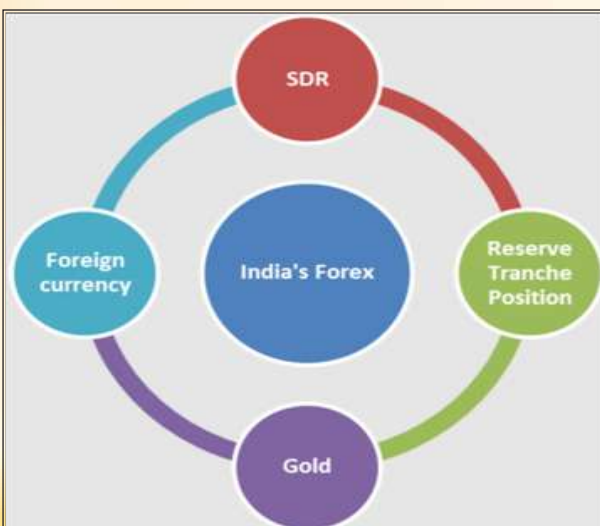 SDR
Foreign
currency
India's Forex
Reserve
Tranche
Position
Gold